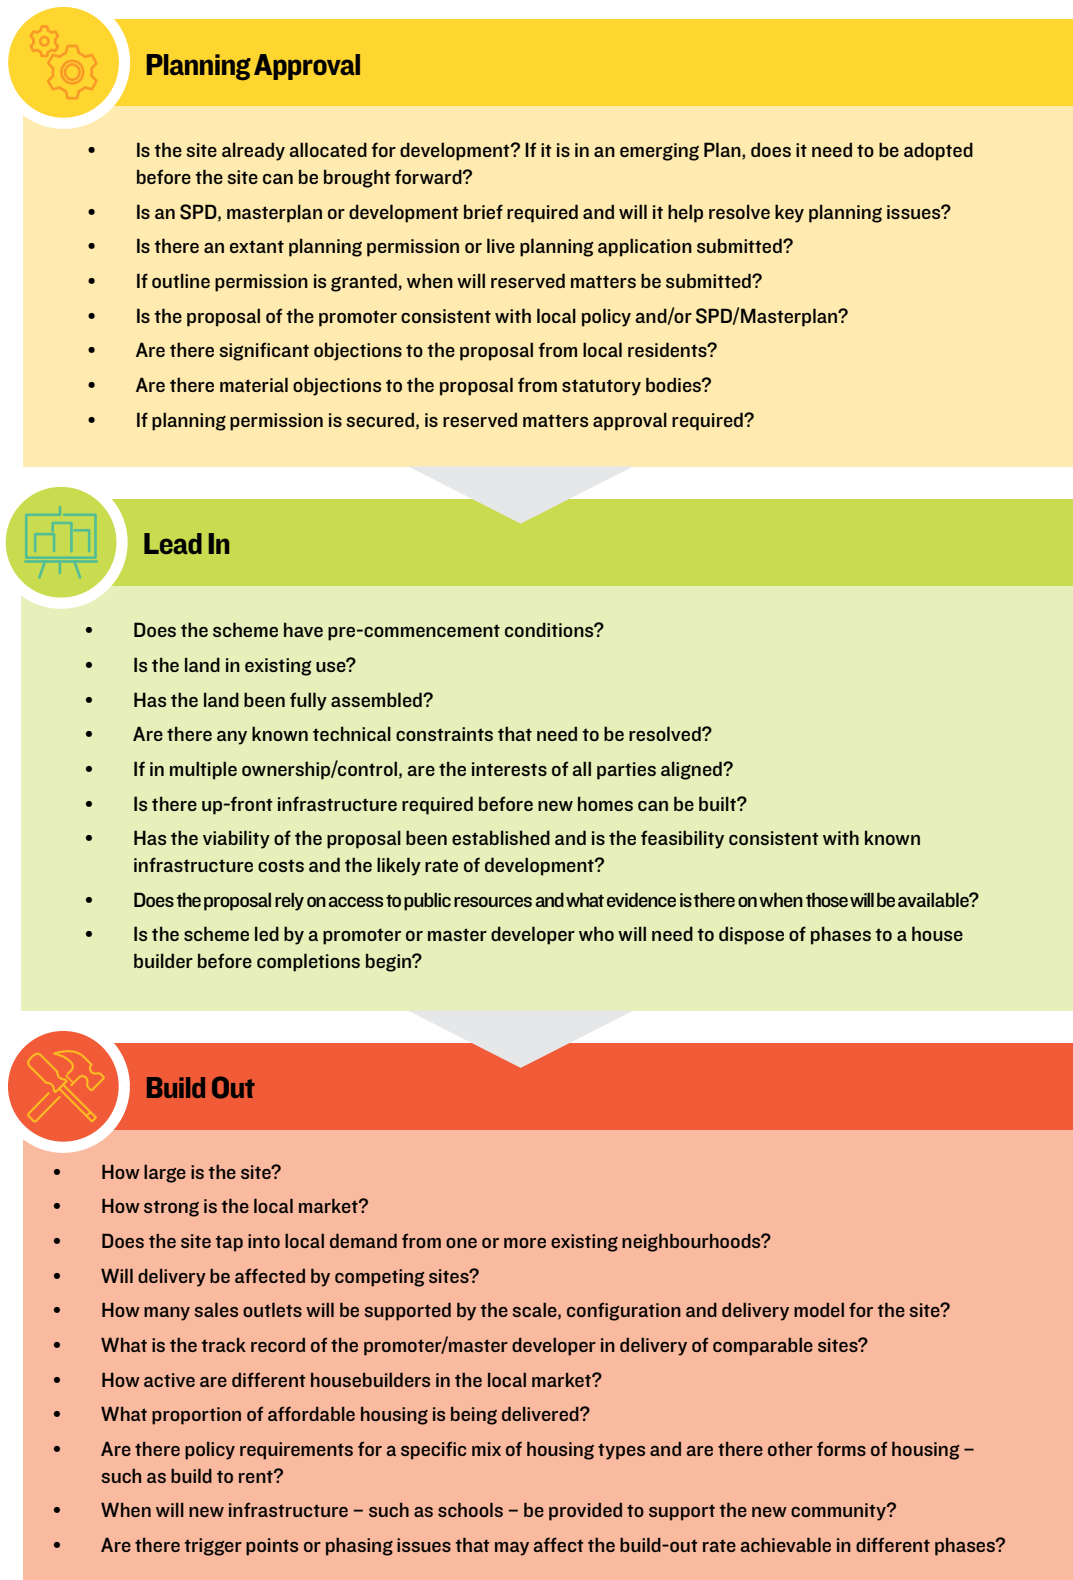 Planning Approval
• Is the site already allocated for development? If it is in an emerging Plan, does it need to be adopted
before the site can be brought forward?
• Is an SPD, masterplan or development brief required and will it help resolve key planning issues?
• Is there an extant planning permission or live planning application submitted?
• If outline permission is granted, when will reserved matters be submitted?
• Is the proposal of the promoter consistent with local policy and/or SPD/Masterplan?
• Are there significant objections to the proposal from local residents?
• Are there material objections to the proposal from statutory bodies?
• If planning permission is secured, is reserved matters approval required?
Lead In
• Does the scheme have pre-commencement conditions?
• Is the land in existing use?
• Has the land been fully assembled?
• Are there any known technical constraints that need to be resolved?
• If in multiple ownership/control, are the interests of all parties aligned?
• Is there up-front infrastructure required before new homes can be built?
• Has the viability of the proposal been established and is the feasibility consistent with known
infrastructure costs and the likely rate of development?
• Does the proposal rely on access to public resources and what evidence is there on when those will be available?
• Is the scheme led by a promoter or master developer who will need to dispose of phases to a house
builder before completions begin?
Build Out
• How large is the site?
• How strong is the local market?
• Does the site tap into local demand from one or more existing neighbourhoods?
• Will delivery be affected by competing sites?
• How many sales outlets will be supported by the scale, configuration and delivery model for the site?
• What is the track record of the promoter/master developer in delivery of comparable sites?
• How active are different housebuilders in the local market?
• What proportion of affordable housing is being delivered?
• Are there policy requirements for a specific mix of housing types and are there other forms of housing –
such as build to rent?
• When will new infrastructure – such as schools – be provided to support the new community?
• Are there trigger points or phasing issues that may affect the build-out rate achievable in different phases?